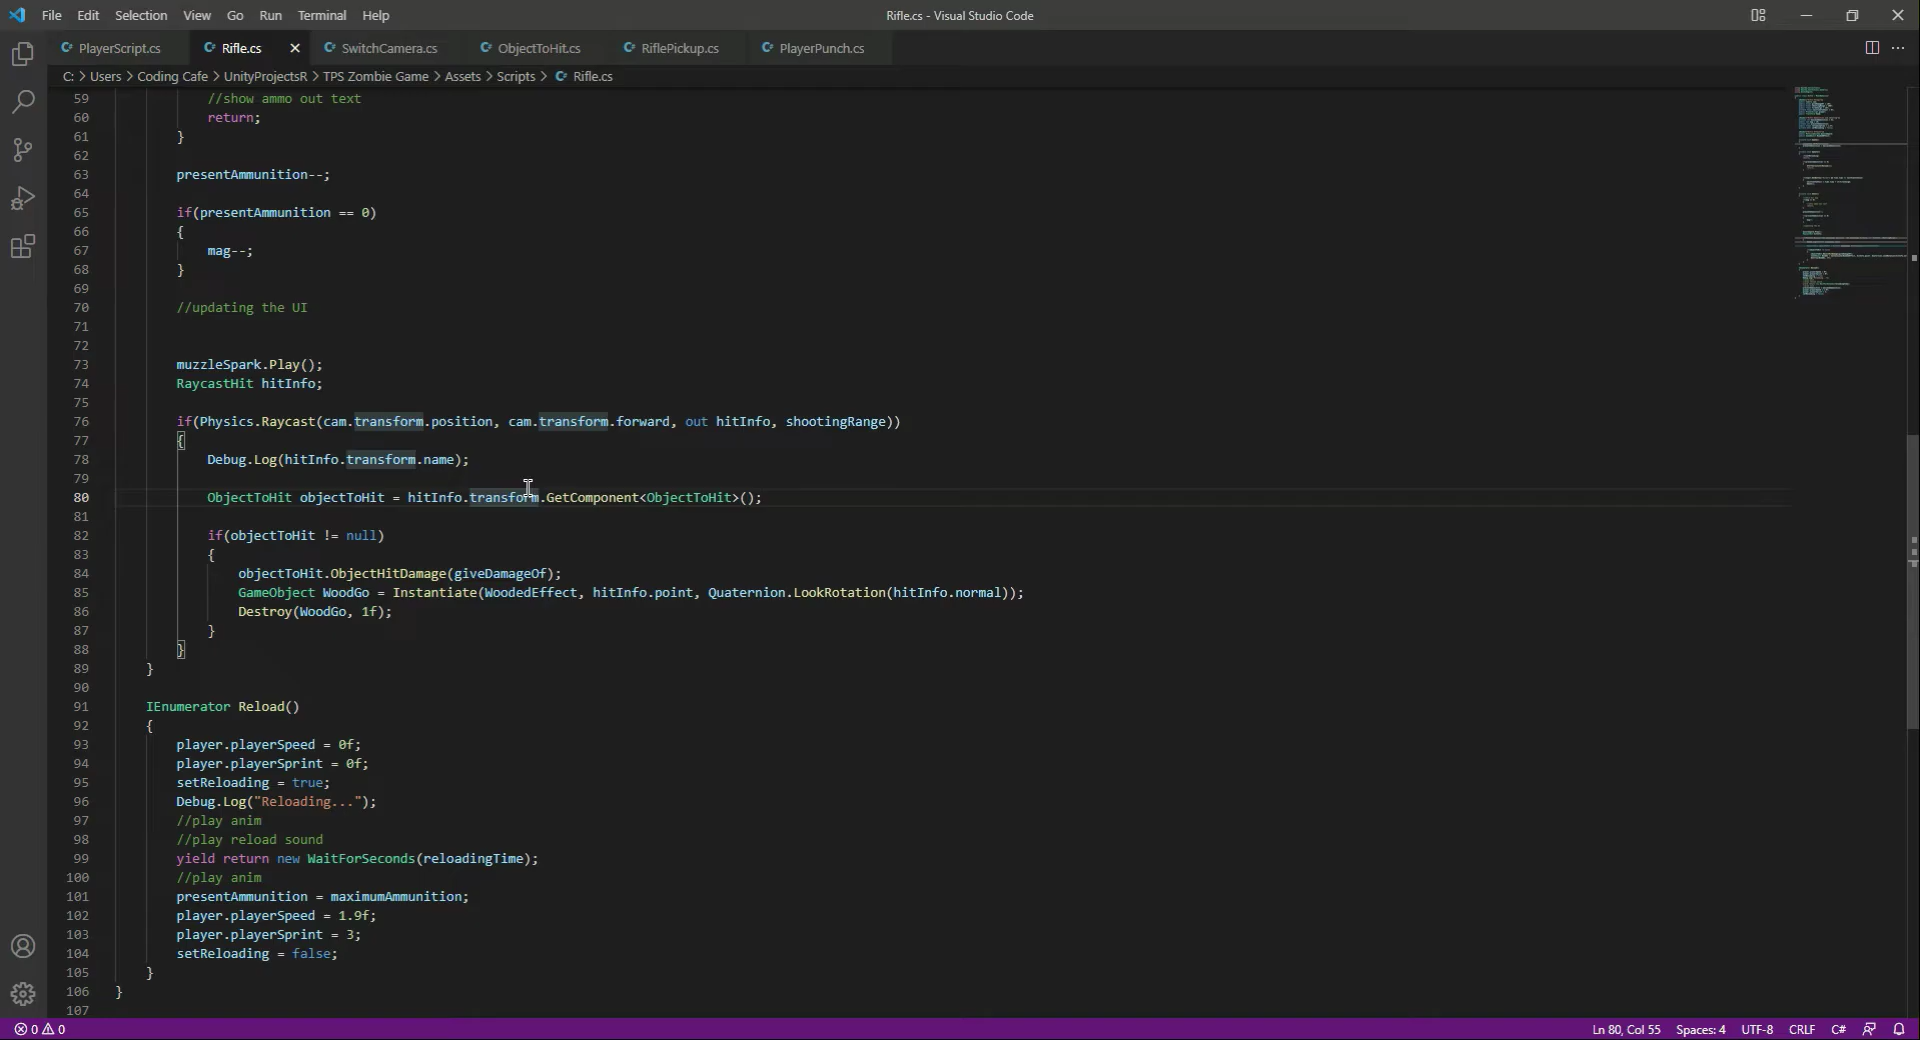 File Edit Selection View Go Run Terminal Help Rifle.cs - Visual Studio Code
PlayerScript.cs Rifle.cs SwitchCamera.cs ObjectToHit.cs RiflePickup.cs PlayerPunch.cs
C: > Users > Coding Cafe > UnityProjectsR > TPS Zombie Game > Assets > Scripts > Rifle.cs
59 //show ammo out text
60 return;
61 }
62
63 presentAmmunition--;
64
65 if(presentAmmunition == 0)
66 {
67 mag--;
68 }
69
70 //updating the UI
71
72
73 muzzleSpark.Play();
74 RaycastHit hitInfo;
75
76 if(Physics.Raycast(cam.transform.position, cam.transform.forward, out hitInfo, shootingRange))
77 {
78 Debug.Log(hitInfo.transform.name);
79
80 ObjectToHit objectToHit = hitInfo.transform.GetComponent<ObjectToHit>();
81
82 if(objectToHit != null)
83 {
84 objectToHit.ObjectHitDamage(giveDamageOf);
85 GameObject WoodGo = Instantiate(WoodedEffect, hitInfo.point, Quaternion.LookRotation(hitInfo.normal));
86 Destroy(WoodGo, 1f);
87 }
88 }
89 }
90
91 IEnumerator Reload()
92 {
93 player.playerSpeed = 0f;
94 player.playerSprint = 0f;
95 setReloading = true;
96 Debug.Log("Reloading...");
97 //play anim
98 //play reload sound
99 yield return new WaitForSeconds(reloadingTime);
100 //play anim
101 presentAmmunition = maximumAmmunition;
102 player.playerSpeed = 1.9f;
103 player.playerSprint = 3;
104 setReloading = false;
105 }
106 }
107
0 0 Ln 80, Col 55 Spaces: 4 UTF-8 CRLF C#